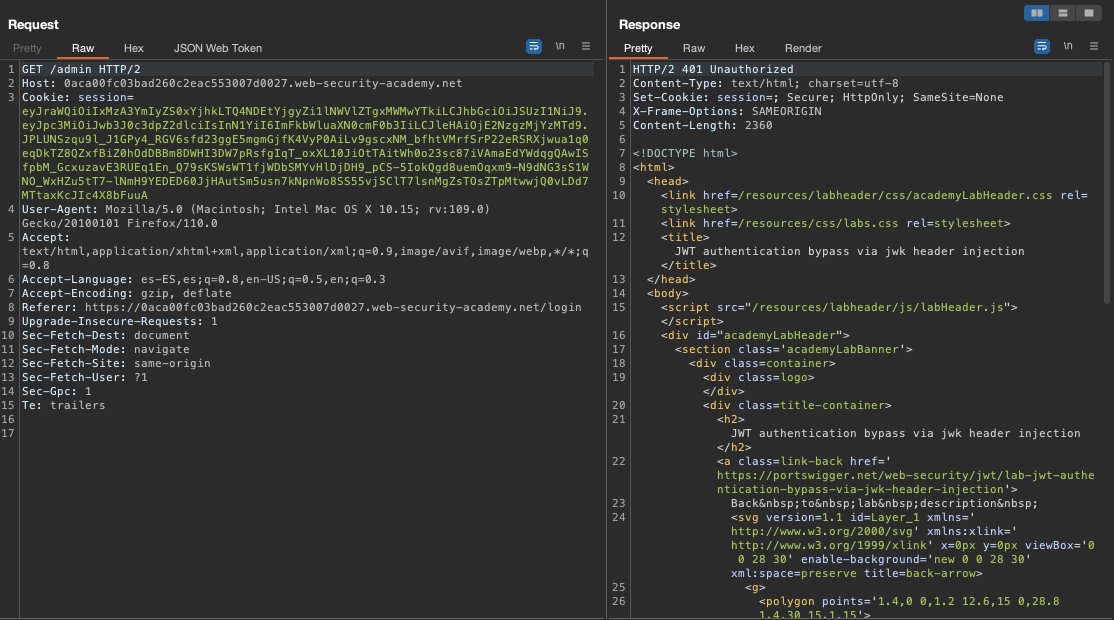 Request
Pretty Raw Hex JSON Web Token \n
1 GET /admin HTTP/2
2 Host: 0aca00fc03bad260c2eac553007d0027.web-security-academy.net
3 Cookie: session=
eyJraWQiOiIxMzA3YmIyZS0xYjhkLTQ4NDEtYjgyZi1lNWVlZTgxMWMwYTkiLCJhbGciOiJSUzI1NiJ9.
eyJpc3MiOiJwb3J0c3dpZ2dlciIsInN1YiI6ImFkbWluaXN0cmF0b3IiLCJleHAiOjE2NzgzMjYzMTd9.
JPLUNSzqu9l_J1GPy4_RGV6sfd23ggE5mgmGjfK4VyP0AiLv9gscxNM_bfhtVMrfSrP22eRSRXjwua1q0
eqDkTZ8QZxfBiZ0hOdDBBm8DWHI3DW7pRsfgIqT_oxXL10JiOtTAitWh0o23sc87iVAmaEdYWdqgQAwIS
fpbM_GcxuzavE3RUEq1En_Q79sKSWsWT1fjWDbSMYvHlDjDH9_pCS-5IokQgd8uemOqxm9-N9dNG3sS1W
NO_WxHZu5tT7-lNmH9YEDED60JjHAutSm5usn7kNpnWo8SS55vjSClT7lsnMgZsTOsZTpMtwwjQ0vLDd7
MTtaxKcJIc4X8bFuuA
4 User-Agent: Mozilla/5.0 (Macintosh; Intel Mac OS X 10.15; rv:109.0)
Gecko/20100101 Firefox/110.0
5 Accept:
text/html,application/xhtml+xml,application/xml;q=0.9,image/avif,image/webp,*/*;q
=0.8
6 Accept-Language: es-ES,es;q=0.8,en-US;q=0.5,en;q=0.3
7 Accept-Encoding: gzip, deflate
8 Referer: https://0aca00fc03bad260c2eac553007d0027.web-security-academy.net/login
9 Upgrade-Insecure-Requests: 1
10 Sec-Fetch-Dest: document
11 Sec-Fetch-Mode: navigate
12 Sec-Fetch-Site: same-origin
13 Sec-Fetch-User: ?1
14 Sec-Gpc: 1
15 Te: trailers
16
17
Response
Pretty Raw Hex Render \n
1 HTTP/2 401 Unauthorized
2 Content-Type: text/html; charset=utf-8
3 Set-Cookie: session=; Secure; HttpOnly; SameSite=None
4 X-Frame-Options: SAMEORIGIN
5 Content-Length: 2360
6
7 <!DOCTYPE html>
8 <html>
9 <head>
10 <link href=/resources/labheader/css/academyLabHeader.css rel=
stylesheet>
11 <link href=/resources/css/labs.css rel=stylesheet>
12 <title>
JWT authentication bypass via jwk header injection
</title>
13 </head>
14 <body>
15 <script src="/resources/labheader/js/labHeader.js">
</script>
16 <div id="academyLabHeader">
17 <section class='academyLabBanner'>
18 <div class=container>
19 <div class=logo>
</div>
20 <div class=title-container>
21 <h2>
JWT authentication bypass via jwk header injection
</h2>
22 <a class=link-back href='
https://portswigger.net/web-security/jwt/lab-jwt-authe
ntication-bypass-via-jwk-header-injection'>
23 Back&nbsp;to&nbsp;lab&nbsp;description&nbsp;
24 <svg version=1.1 id=Layer_1 xmlns='
http://www.w3.org/2000/svg' xmlns:xlink='
http://www.w3.org/1999/xlink' x=0px y=0px viewBox='0
0 28 30' enable-background='new 0 0 28 30'
xml:space=preserve title=back-arrow>
25 <g>
26 <polygon points='1.4,0 0,1.2 12.6,15 0,28.8
1.4,30 15.1,15'>